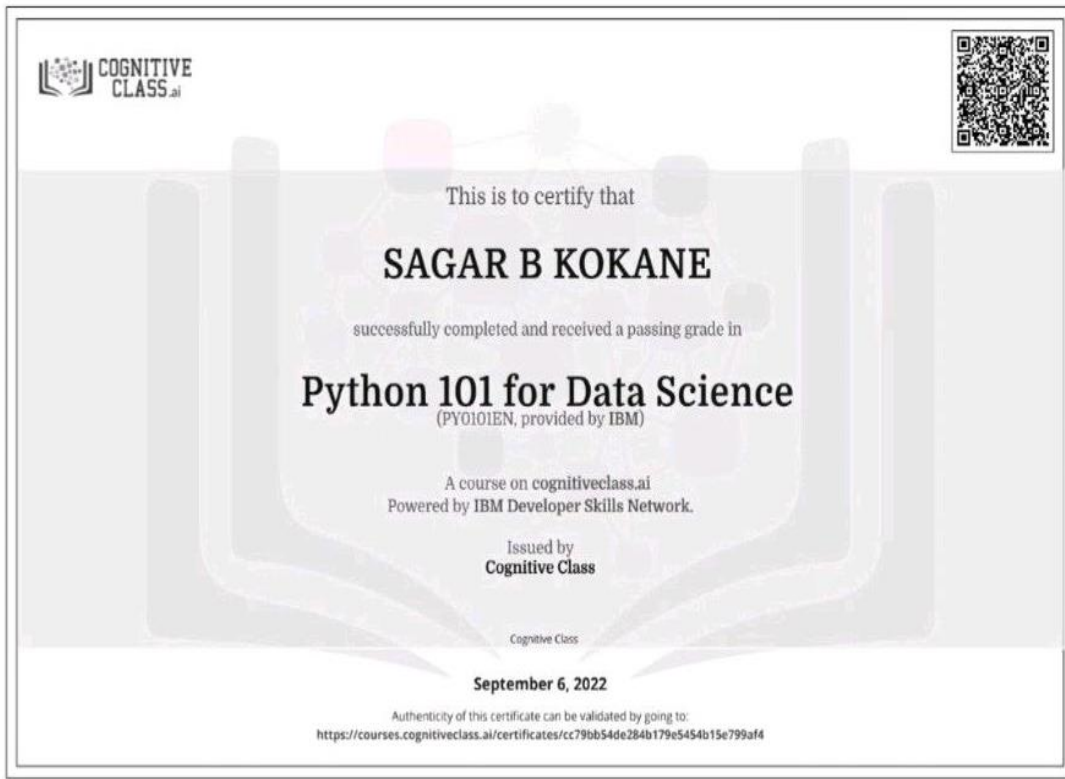 COGNITIVE
CLASS.ai
This is to certify that
SAGAR B KOKANE
successfully completed and received a passing grade in
Python 101 for Data Science
(PY0101EN, provided by IBM)
A course on cognitiveclass.ai
Powered by IBM Developer Skills Network.
Issued by
Cognitive Class
Cognitive Class
September 6, 2022
Authenticity of this certificate can be validated by going to:
https://courses.cognitiveclass.ai/certificates/cc79bb54de284b179e5454b15e799af4